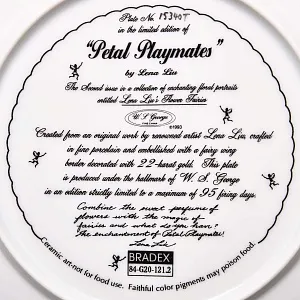 Plate No. 15340T
in the limited edition of
"Petal Playmates"
by Lena Liu
The Second issue in a collection of enchanting floral portraits
entitled Lena Liu's Flower Fairies
W. S. George
©1993
Created from an original work by renowned artist Lena Liu, crafted
in fine porcelain and embellished with a fairy wing
border decorated with 22-karat gold. This plate
is produced under the hallmark of W. S. George
in an edition strictly limited to a maximum of 95 firing days.
Combine the sweet perfume of
flowers with the magic of
fairies and what do you have?
The enchantment of "Petal Playmates"!
Lena Liu
BRADEX
84-G20-121.2
Ceramic art-not for food use. Faithful color pigments may poison food.